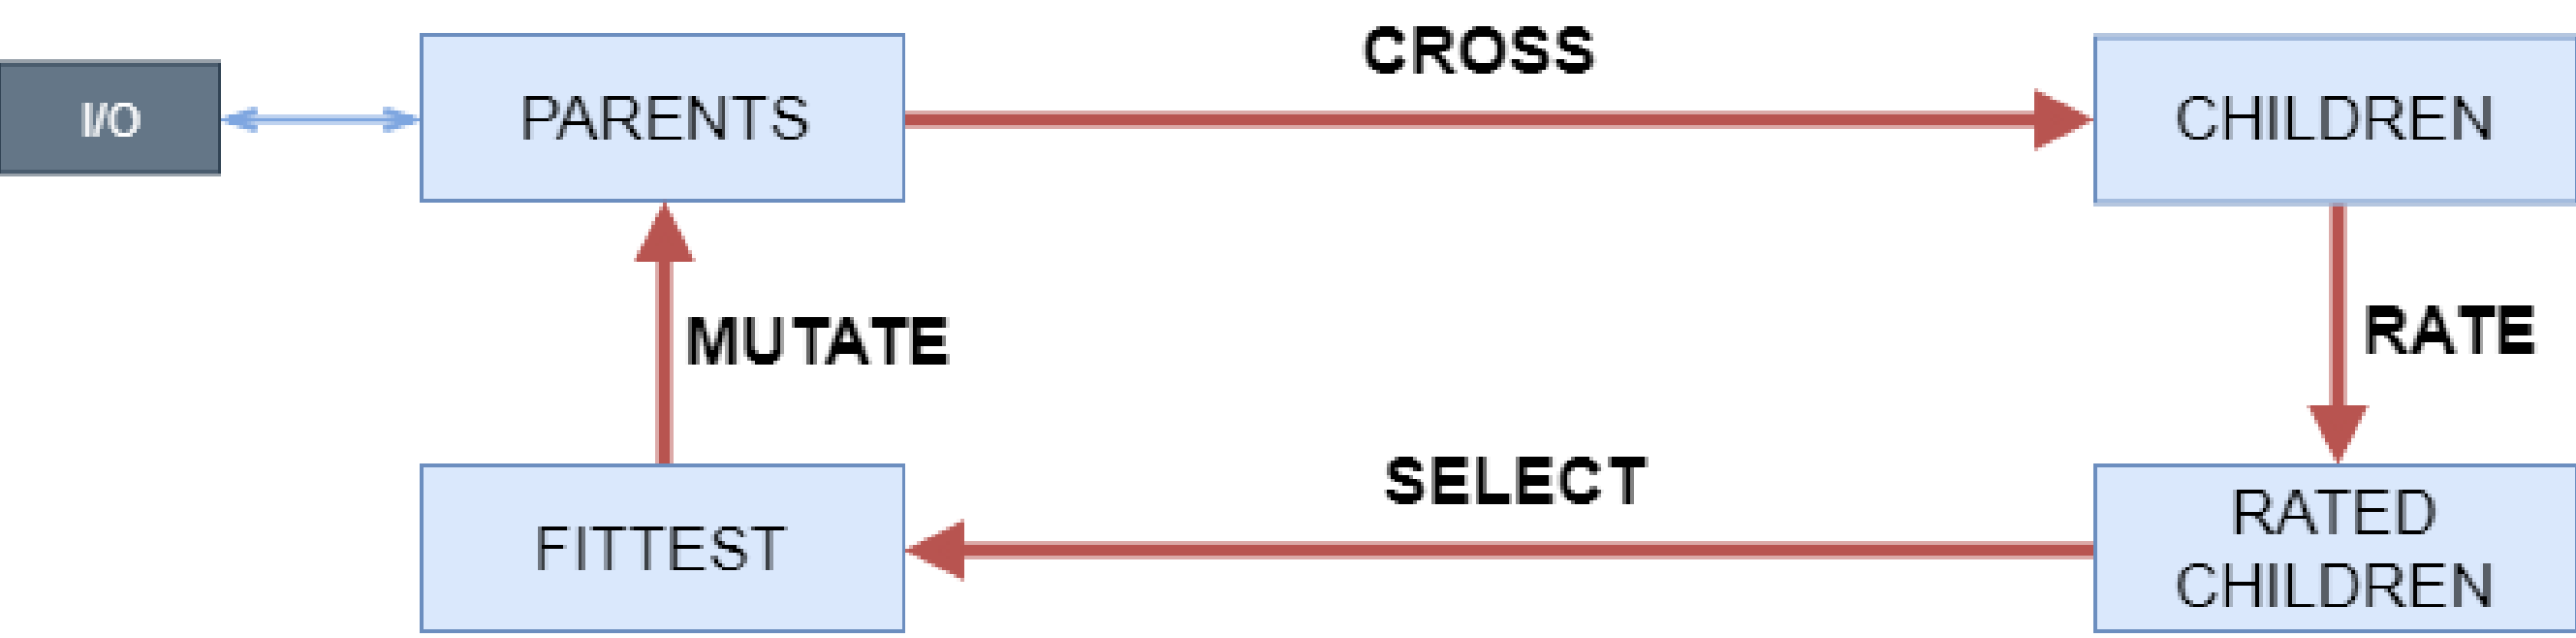 CROSS
I/O
PARENTS
CHILDREN
MUTATE
RATE
SELECT
FITTEST
RATED
CHILDREN